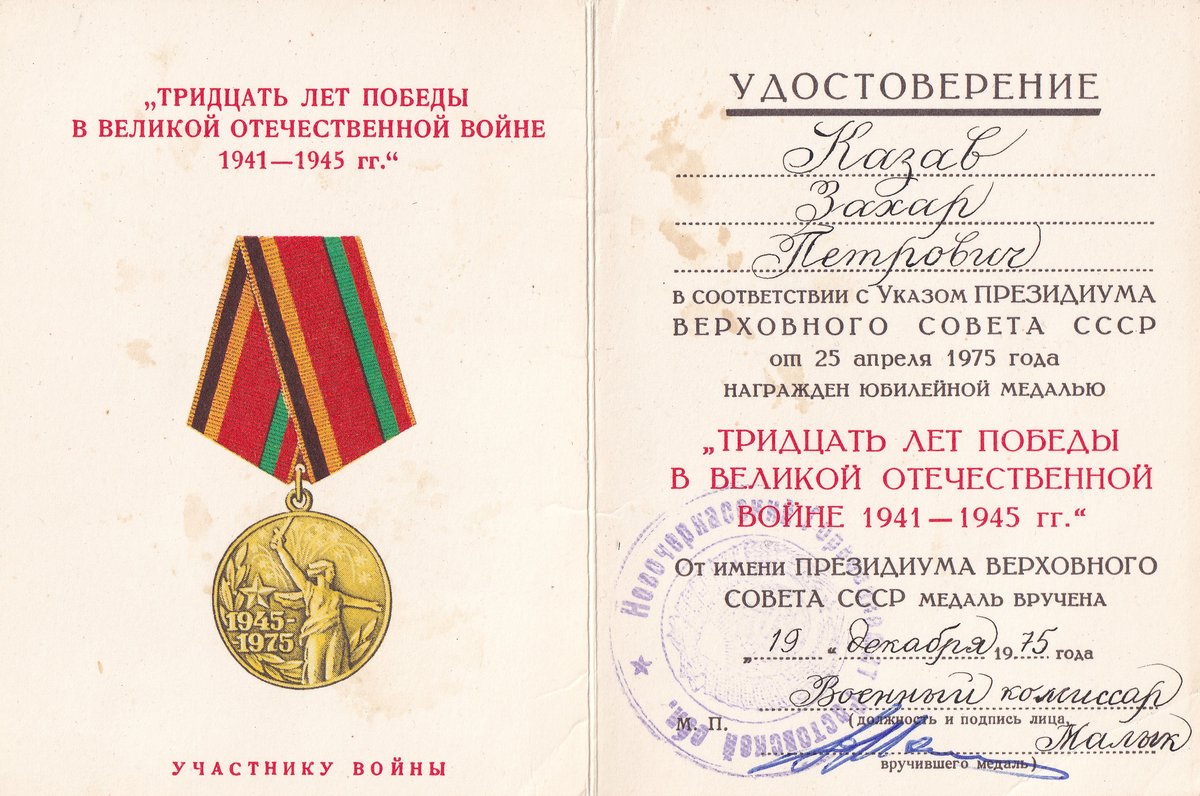 „ТРИДЦАТЬ ЛЕТ ПОБЕДЫ
В ВЕЛИКОЙ ОТЕЧЕСТВЕННОЙ ВОЙНЕ
1941—1945 гг.“
1945-
1975
УЧАСТНИКУ ВОЙНЫ
УДОСТОВЕРЕНИЕ
Казав
Захар
Петрович
В СООТВЕТСТВИИ С УКАЗОМ ПРЕЗИДИУМА
ВЕРХОВНОГО СОВЕТА СССР
от 25 апреля 1975 года
НАГРАЖДЕН ЮБИЛЕЙНОЙ МЕДАЛЬЮ
„ТРИДЦАТЬ ЛЕТ ПОБЕДЫ
В ВЕЛИКОЙ ОТЕЧЕСТВЕННОЙ
ВОЙНЕ 1941—1945 гг.“
ОТ ИМЕНИ ПРЕЗИДИУМА ВЕРХОВНОГО
СОВЕТА СССР МЕДАЛЬ ВРУЧЕНА
„19“ декабря 1975 года
Военный комиссар
М. П. (должность и подпись лица,
Малык
вручившего медаль)
Новочеркасский
Ростовской обл.